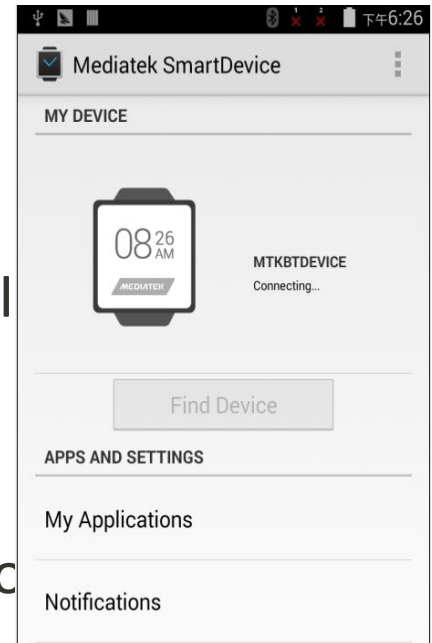 下午6:26
Mediatek SmartDevice
MY DEVICE
08 26
AM
MEDIATEK
MTKBTDEVICE
Connecting...
Find Device
APPS AND SETTINGS
My Applications
Notifications